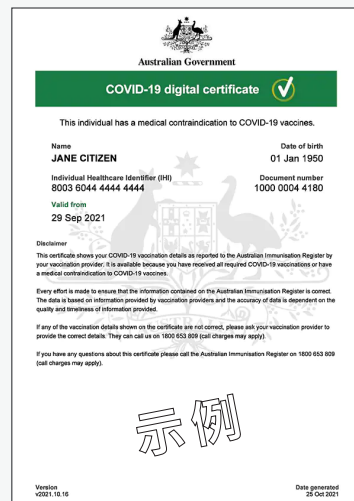 Australian Government
COVID-19 digital certificate
This individual has a medical contraindication to COVID-19 vaccines.
Name
Date of birth
JANE CITIZEN
01 Jan 1950
Individual Healthcare Identifier (IHI)
Document number
8003 6044 4444 4444
1000 0004 4180
Valid from
29 Sep 2021
Disclaimer
This certificate shows your COVID-19 vaccination details as reported to the Australian Immunisation Register by
your vaccination provider. It is available because you have received all required COVID-19 vaccinations or have
a medical contraindication to COVID-19 vaccines.
Every effort is made to ensure that the information contained on the Australian Immunisation Register is correct.
The data is based on information provided by vaccination providers and the accuracy of data is dependent on the
quality and timeliness of information provided.
If any of the vaccination details shown on the certificate are not correct, please ask your vaccination provider to
provide the correct details. They can call us on 1800 653 809 (call charges may apply).
If you have any questions about this certificate please call the Australian Immunisation Register on 1800 653 809
(call charges may apply).
示例
Version
Date generated
v2021.10.16
25 Oct 2021